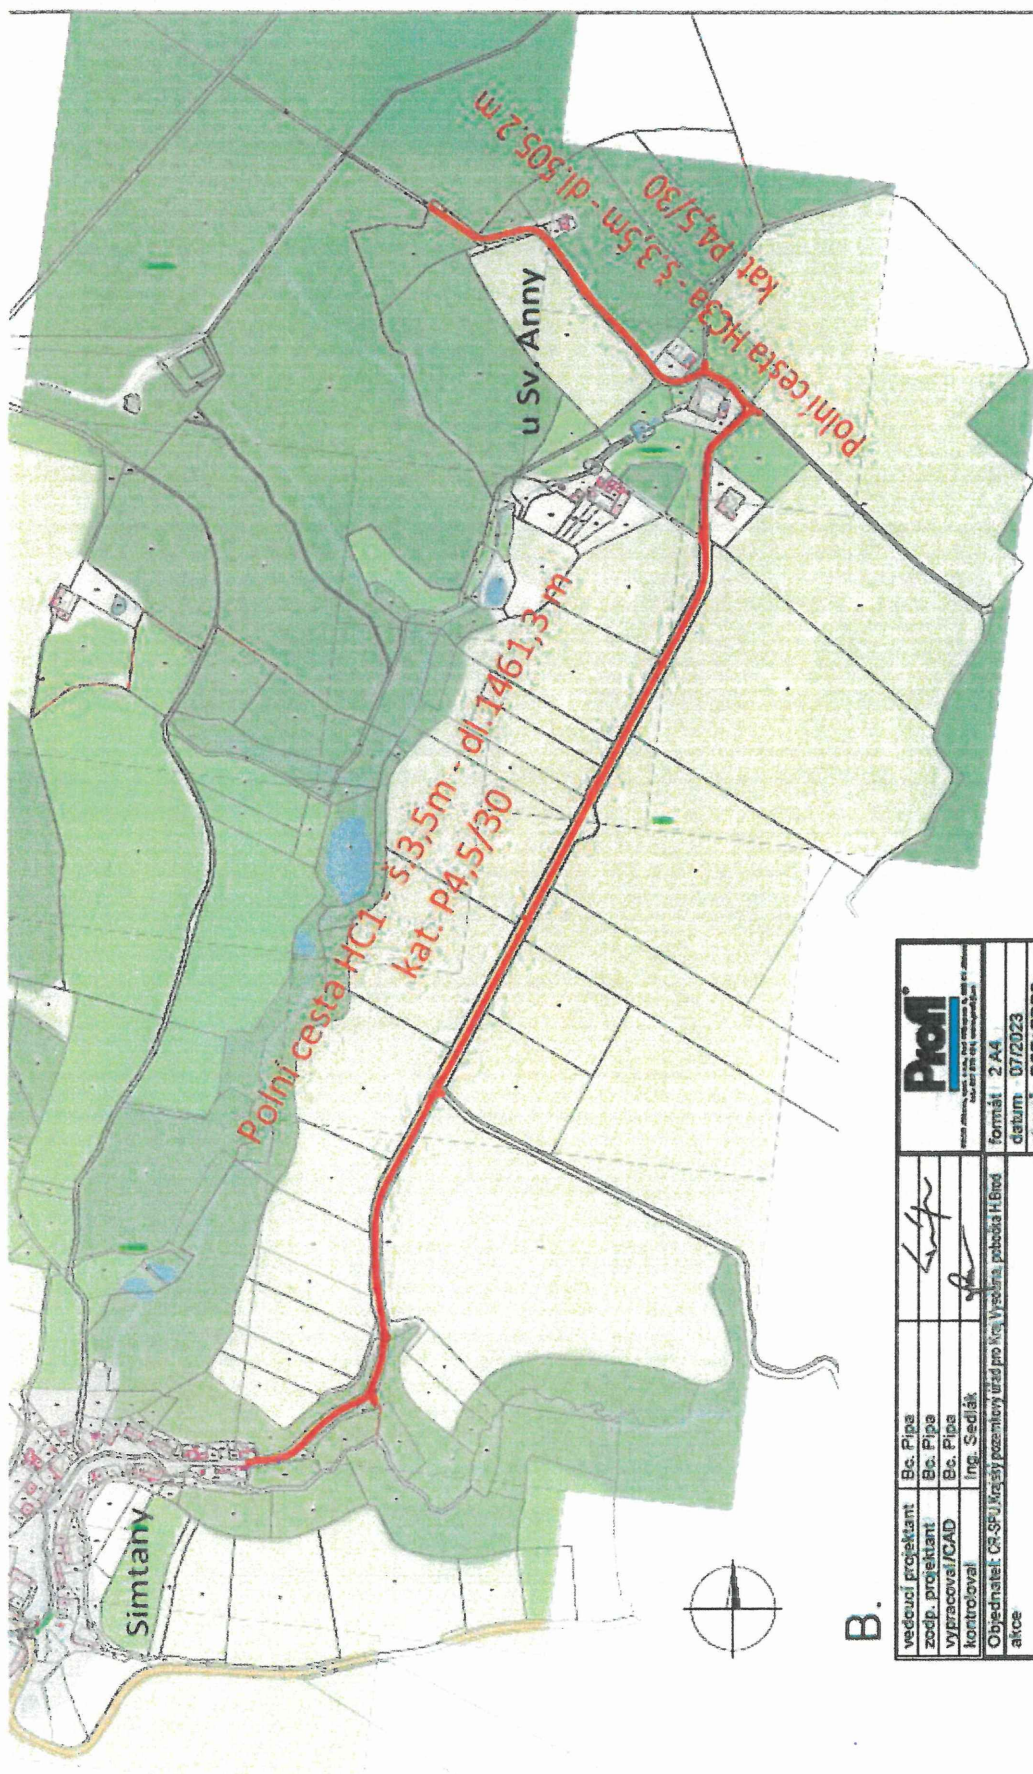 Polní cesta HC3a - š.3,5m - dl.505,2 m
kat. P4,5/30
u Sv. Anny
Polní cesta HC1 - š.3,5m - dl.1461,3 m
kat. P4,5/30
Simtany
B.
vedoucí projektant Bc. Pipa
zodp. projektant Bc. Pipa
vypracoval/CAD Bc. Pipa
kontroloval Ing. Sedlák
Profi
Objednatel: ČR-SPU, Krajský pozemkový úřad pro Kraj Vysočina, pobočka H.Brod
akce
formát 2 A4
datum 07/2023